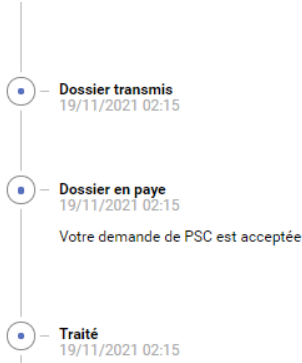 Dossier transmis
19/11/2021 02:15
Dossier en paye
19/11/2021 02:15
Votre demande de PSC est acceptée
Traité
19/11/2021 02:15